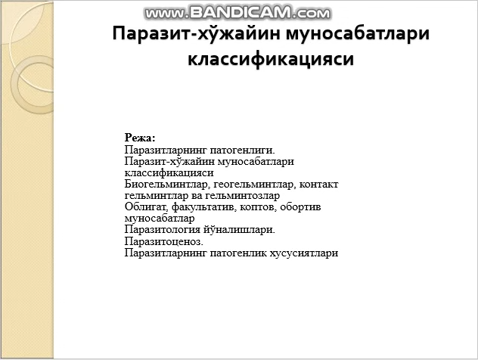 www.BANDICAM.com
Паразит-хўжайин муносабатлари
классификацияси
Режа:
Паразитларнинг патогенлиги.
Паразит-хўжайин муносабатлари
классификацияси
Биогельминтлар, геогельминтлар, контакт
гельминтлар ва гельминтозлар
Облигат, факультатив, коптов, обортив
муносабатлар
Паразитология йўналишлари.
Паразитоценоз.
Паразитларнинг патогенлик хусусиятлари